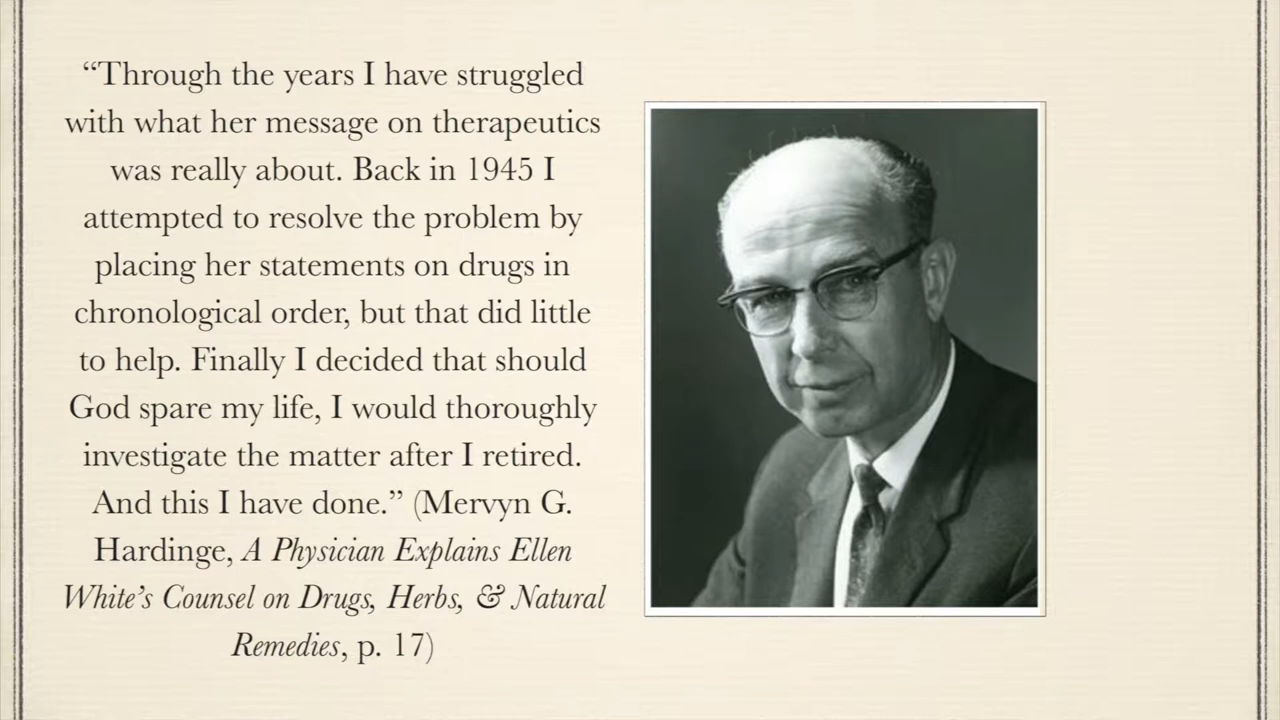 “Through the years I have struggled
with what her message on therapeutics
was really about. Back in 1945 I
attempted to resolve the problem by
placing her statements on drugs in
chronological order, but that did little
to help. Finally I decided that should
God spare my life, I would thoroughly
investigate the matter after I retired.
And this I have done.” (Mervyn G.
Hardinge, A Physician Explains Ellen
White’s Counsel on Drugs, Herbs, & Natural
Remedies, p. 17)